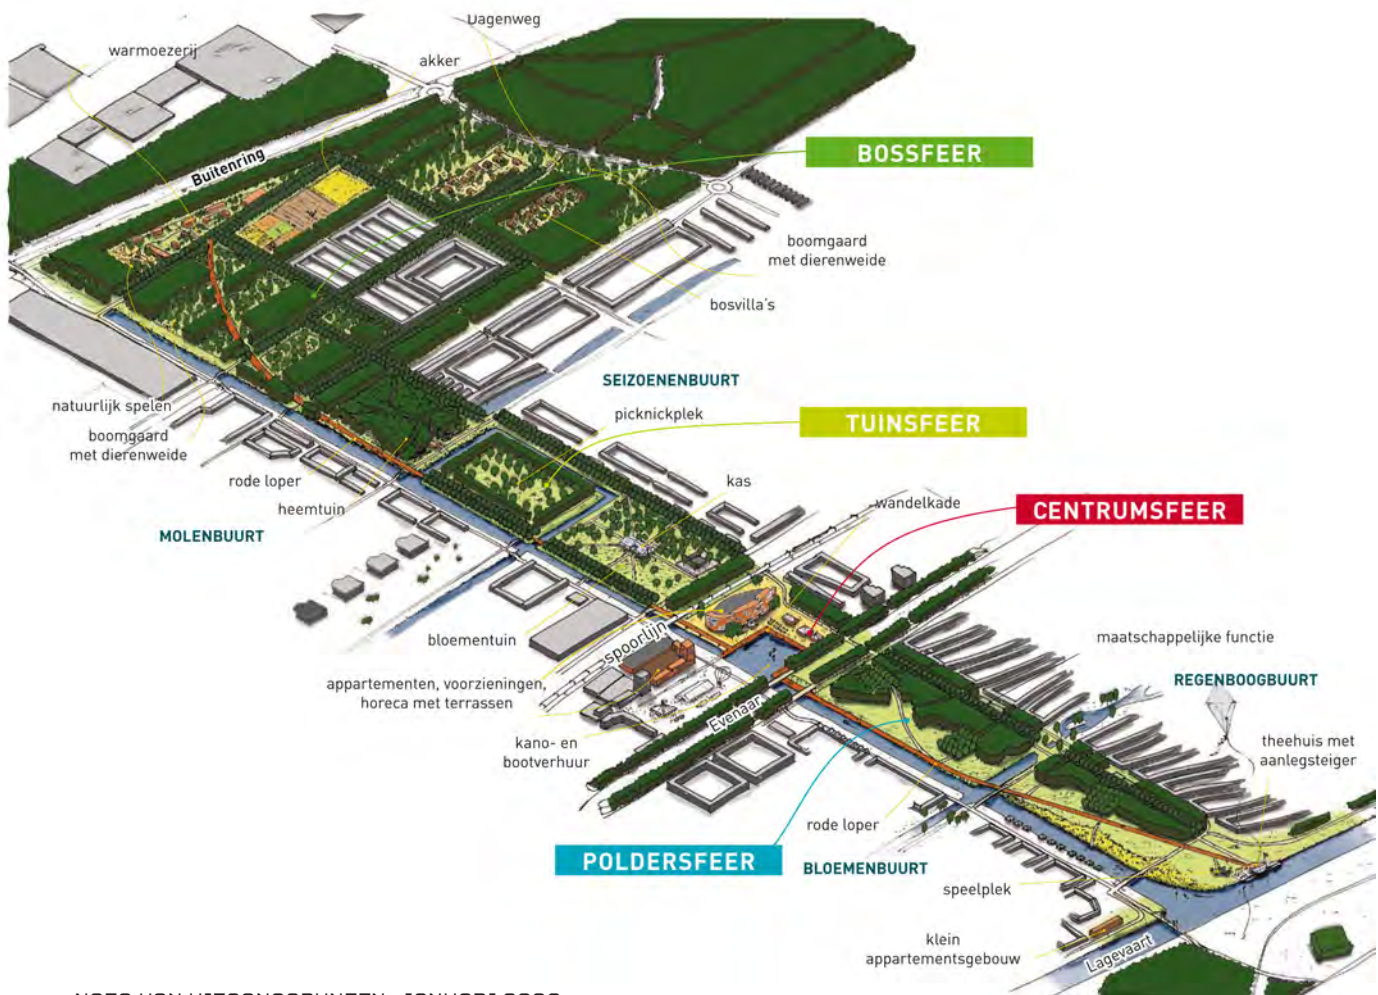 Dagenweg
warmoezerij
akker
BOSSFEER
Buitenring
boomgaard
met dierenweide
bosvilla's
SEIZOENENBUURT
natuurlijk spelen
picknickplek
TUINSFEER
boomgaard
met dierenweide
rode loper
kas
heemtuin
wandelkade
CENTRUMSFEER
MOLENBUURT
bloementuin
spoorlijn
maatschappelijke functie
appartementen, voorzieningen,
horeca met terrassen
REGENBOOGBUURT
Evenaar
kano- en
bootverhuur
theehuis met
aanlegsteiger
rode loper
POLDERSFEER
BLOEMENBUURT
speelplek
klein
appartementsgebouw
Lagevaart